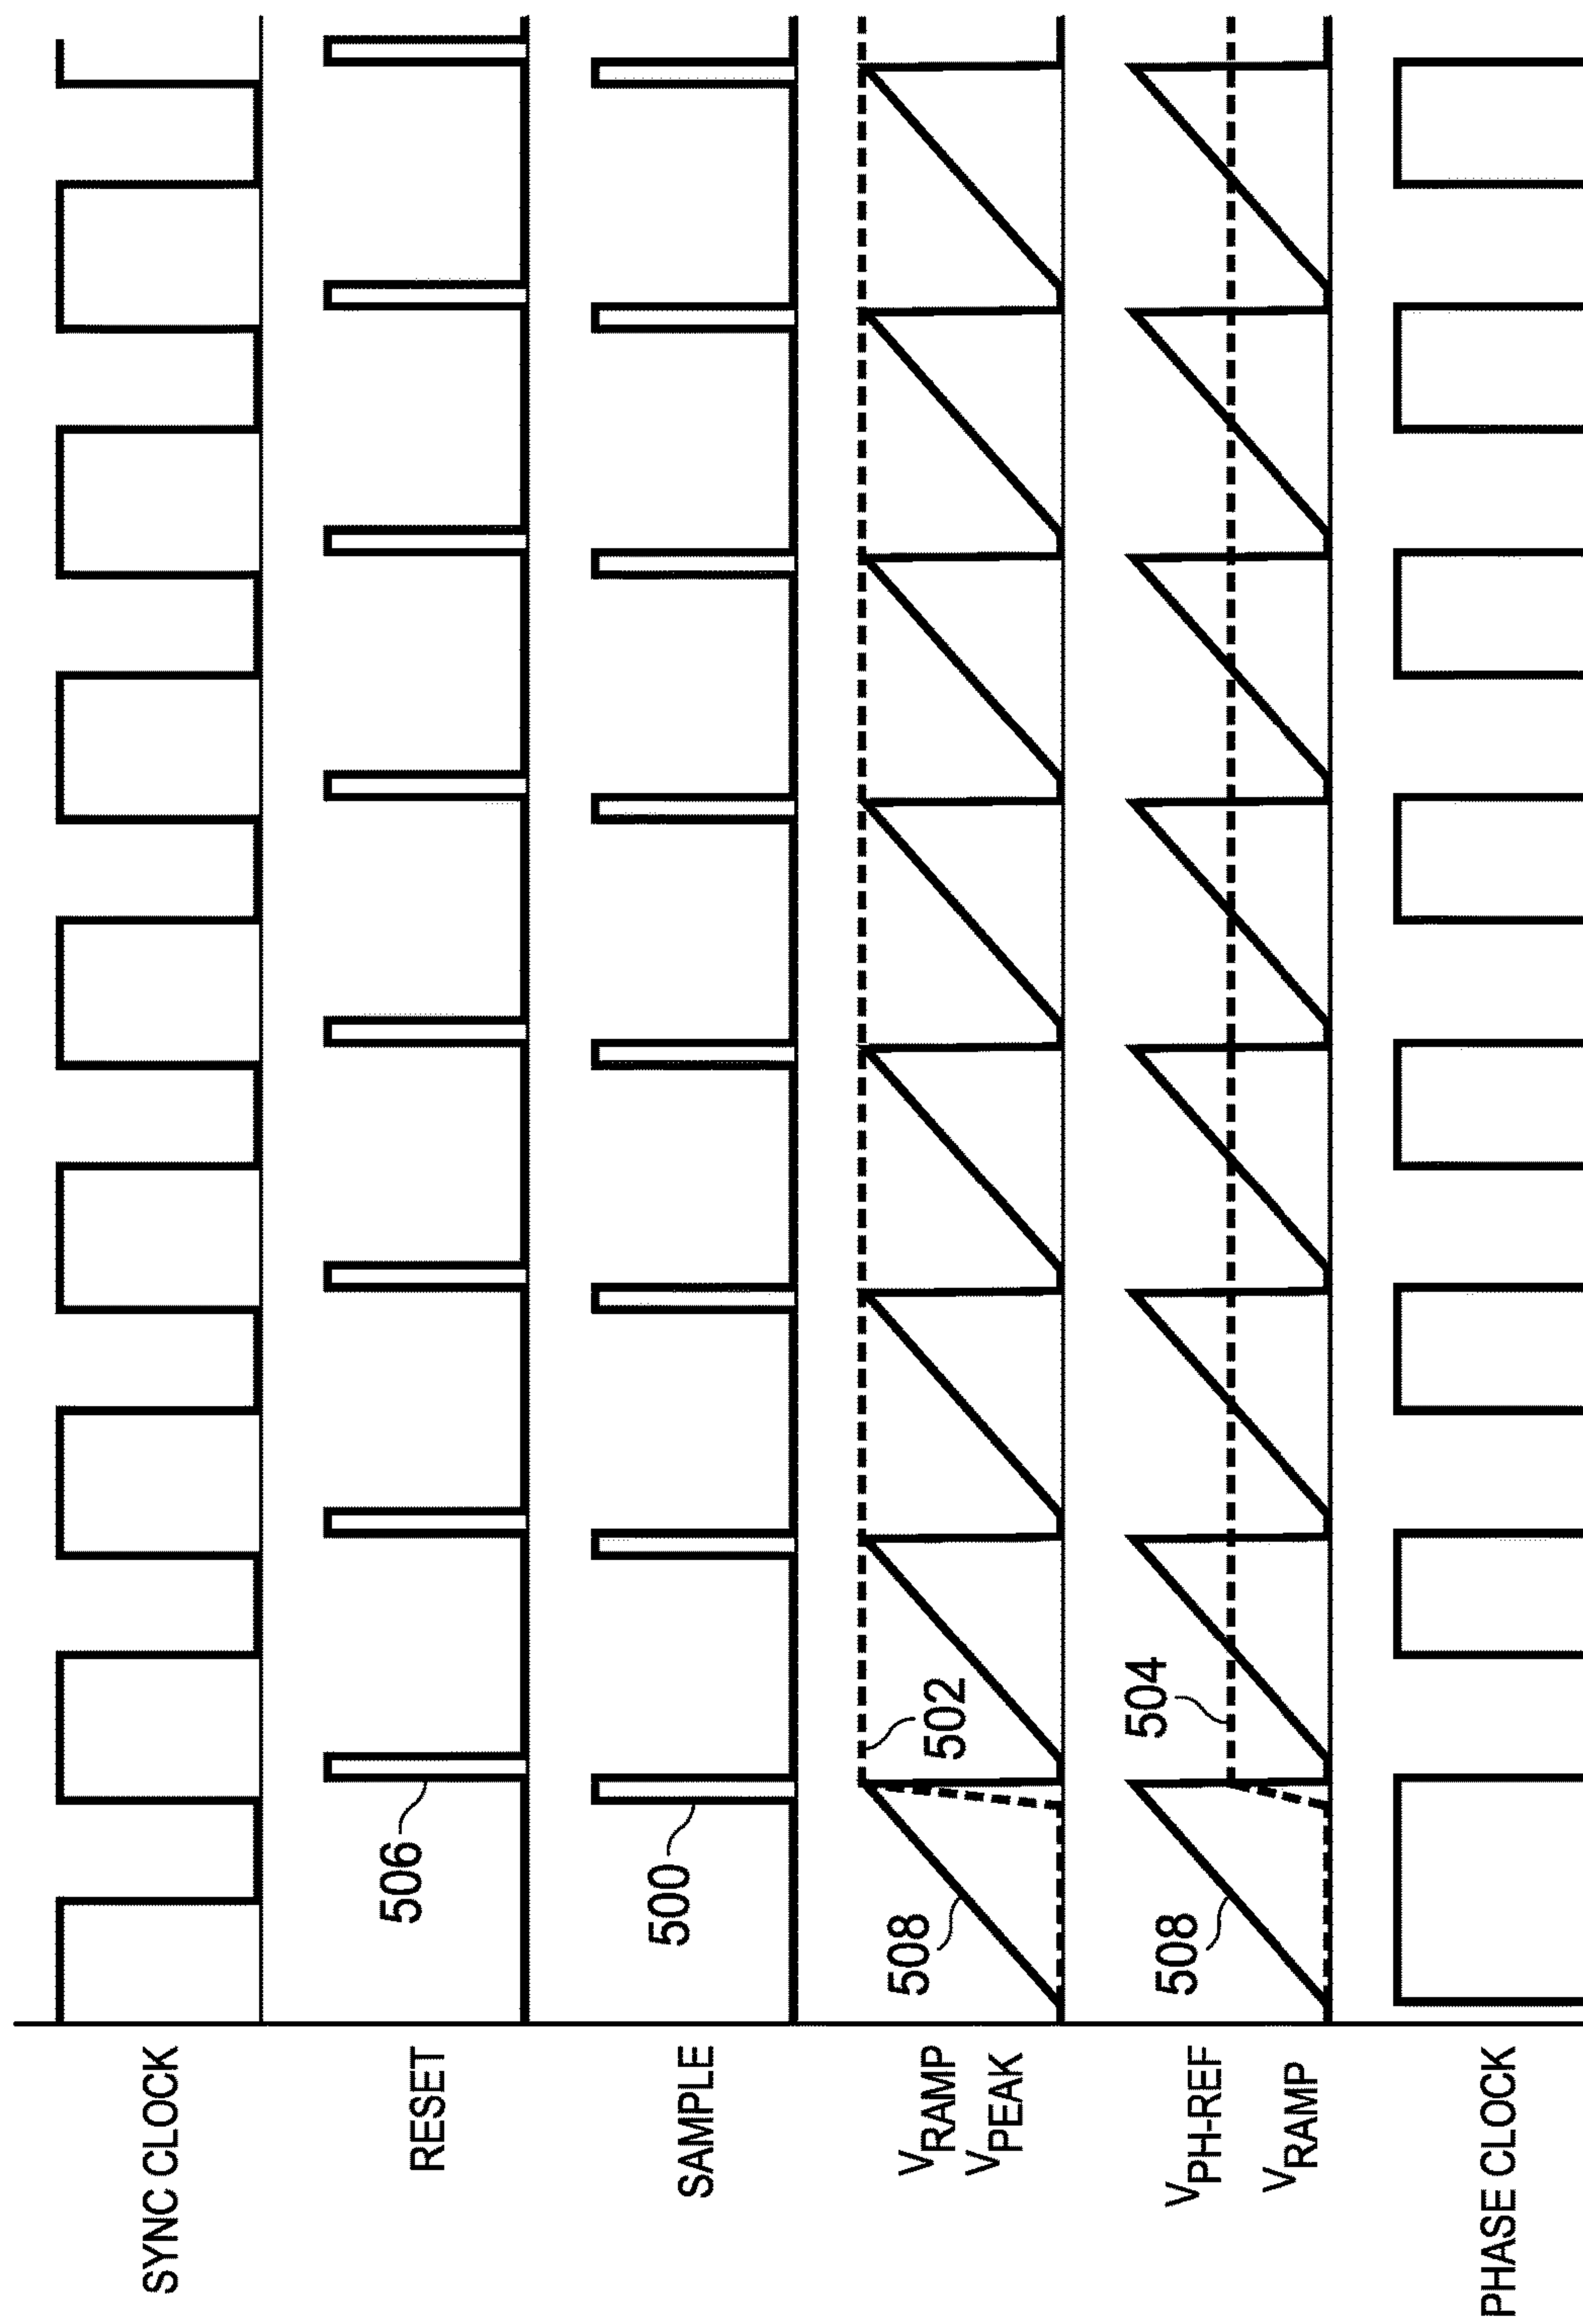 SYNC CLOCK
RESET
506
SAMPLE
500
VRAMP
VPEAK
508
502
VPH-REF
VRAMP
508
504
PHASE CLOCK